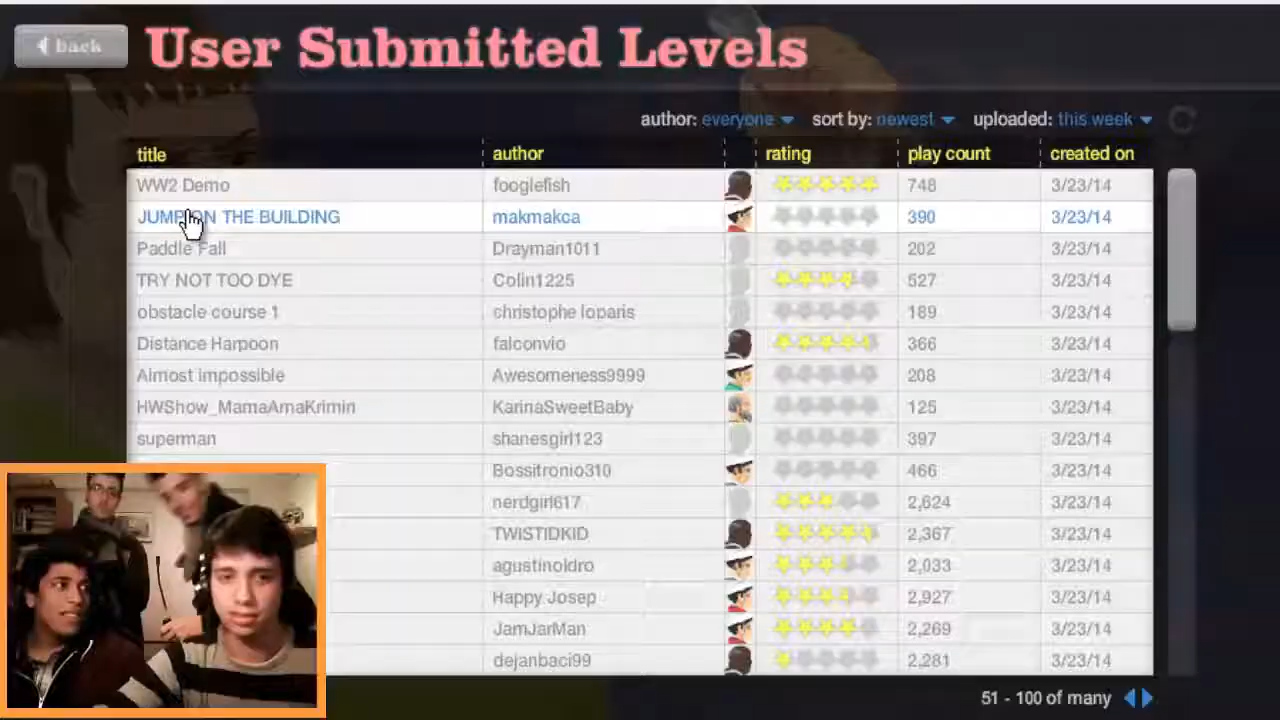 back
User Submitted Levels
author: everyone sort by: newest uploaded: this week
title author rating play count created on
WW2 Demo fooglefish 748 3/23/14
JUMP ON THE BUILDING makmakca 390 3/23/14
Paddle Fall Drayman1011 202 3/23/14
TRY NOT TOO DYE Colin1225 527 3/23/14
obstacle course 1 christophe loparis 189 3/23/14
Distance Harpoon falconvio 366 3/23/14
Almost impossible Awesomeness9999 208 3/23/14
HWShow_MamaArnaKrimin KarinaSweetBaby 125 3/23/14
superman shanesgirl123 397 3/23/14
Bossitronio310 466 3/23/14
nerdgirl617 2,624 3/23/14
TWISTIDKID 2,367 3/23/14
agustinoldro 2,033 3/23/14
Happy Josep 2,927 3/23/14
JamJarMan 2,269 3/23/14
dejanbaci99 2,281 3/23/14
51 - 100 of many